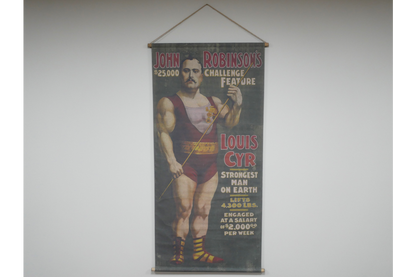 JOHN ROBINSON'S
$25,000 CHALLENGE
FEATURE
LOUIS
CYR
STRONGEST
MAN
ON EARTH
LIFTS
4,300 LBS.
ENGAGED
AT A SALARY
OF $2,000.00
PER WEEK